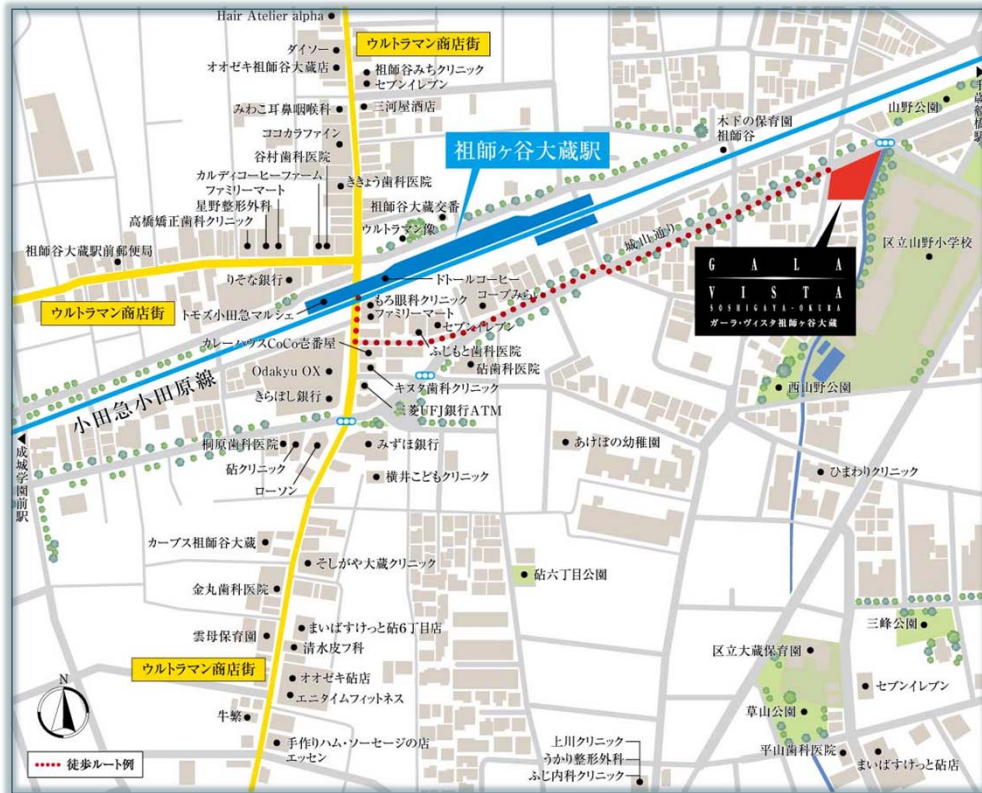 Hair Atelier alpha
ウルトラマン商店街
ダイソー
オオゼキ祖師谷大蔵店
祖師谷みちクリニック
セブンイレブン
みわこ耳鼻咽喉科
三河屋酒店
ココカラファイン
谷村歯科医院
カルディコーヒーファーム
ファミリーマート
星野整形外科
高橋矯正歯科クリニック
ききょう歯科医院
祖師ヶ谷大蔵駅
木下の保育園
祖師谷
山野公園
千歳船橋駅
祖師谷大蔵交番
ウルトラマン像
祖師谷大蔵駅前郵便局
りそな銀行
ウルトラマン商店街
トモズ小田急マルシェ
ドトールコーヒー
もろ眼科クリニック
ファミリーマート
コープみらい
セブンイレブン
城山通り
区立山野小学校
GALA
VISTA
SOSHIGAYA-OKURA
ガーラ・ヴィスタ祖師ヶ谷大蔵
カレーハウスCoCo壱番屋
ふじもと歯科医院
砧歯科医院
Odakyu OX
キヌタ歯科クリニック
きらぼし銀行
菱UFJ銀行ATM
西山野公園
小田急小田原線
成城学園前駅
桐原歯科医院
砧クリニック
ローソン
みずほ銀行
横井こどもクリニック
あけぼの幼稚園
ひまわりクリニック
カーブス祖師谷大蔵
そしがや大蔵クリニック
砧六丁目公園
金丸歯科医院
雲母保育園
まいばすけっと砧6丁目店
清水皮フ科
三峰公園
区立大蔵保育園
ウルトラマン商店街
オオゼキ砧店
エニタイムフィットネス
セブンイレブン
草山公園
牛繁
手作りハム・ソーセージの店
エッセン
上川クリニック
うかり整形外科
ふじ内科クリニック
平山歯科医院
まいばすけっと砧店
N
徒歩ルート例